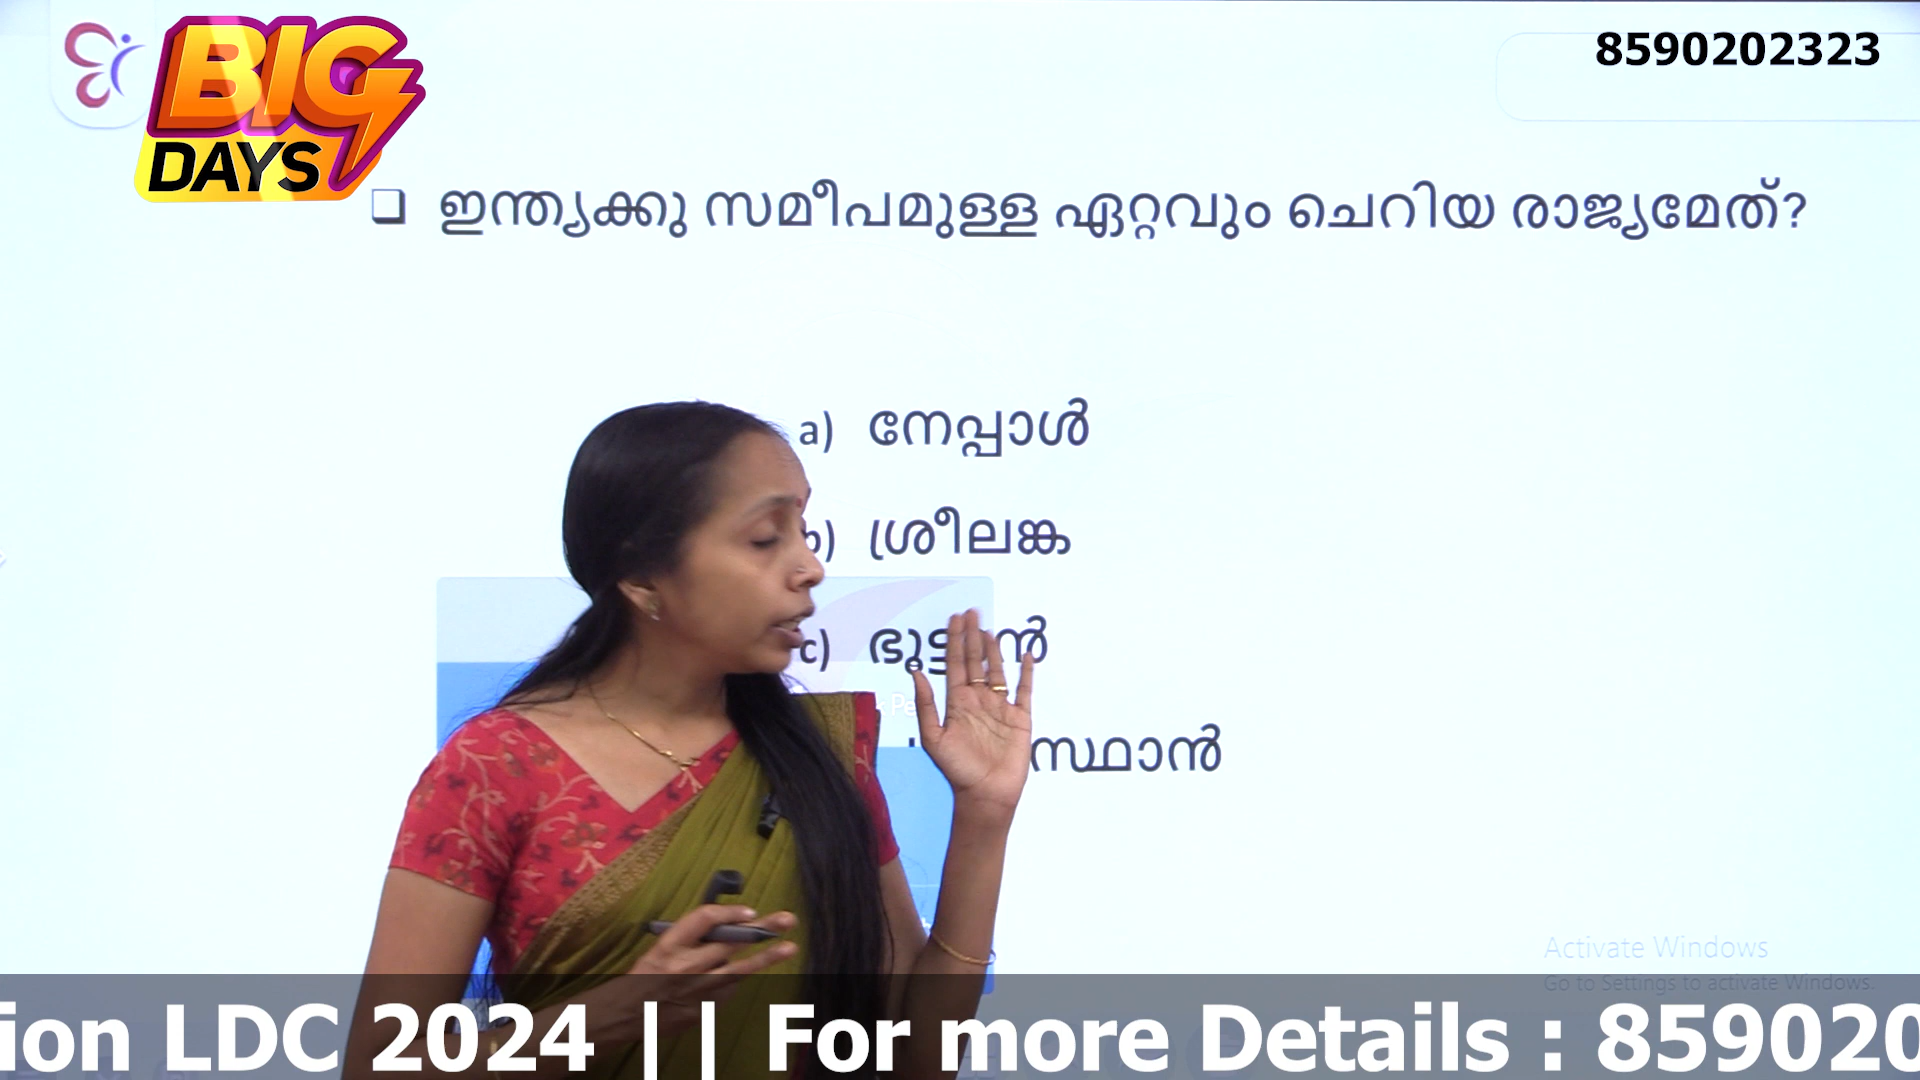 BIG
DAYS
8590202323
❑ ഇന്ത്യക്കു സമീപമുള്ള ഏറ്റവും ചെറിയ രാജ്യമേത്?
a) നേപ്പാൾ
b) ശ്രീലങ്ക
c) ഭൂട്ടാൻ
സ്ഥാൻ
Activate Windows
Go to Settings to activate Windows.
ion LDC 2024 || For more Details : 859020